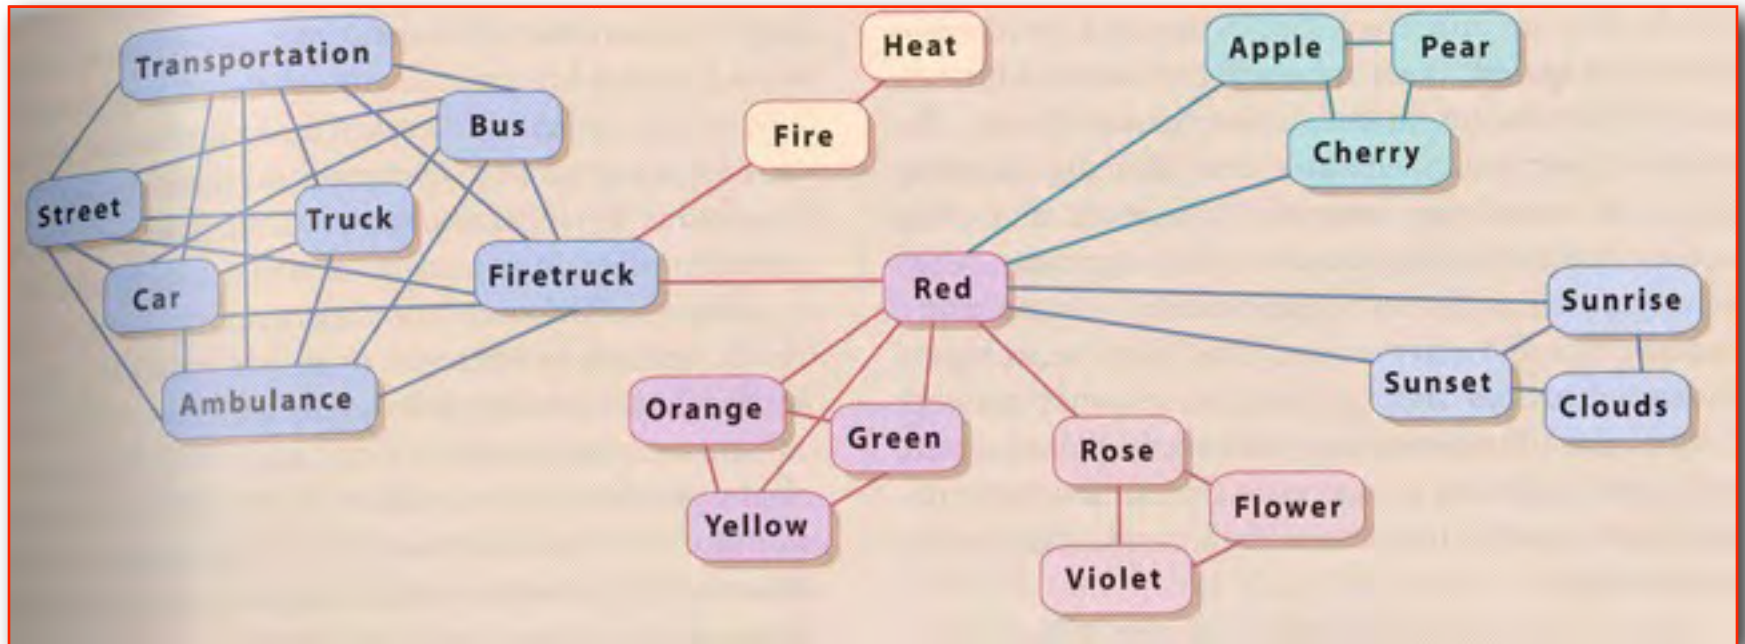 Transportation
Heat
Apple
Pear
Bus
Fire
Cherry
Street
Truck
Firetruck
Red
Car
Sunrise
Ambulance
Sunset
Clouds
Orange
Green
Rose
Yellow
Flower
Violet